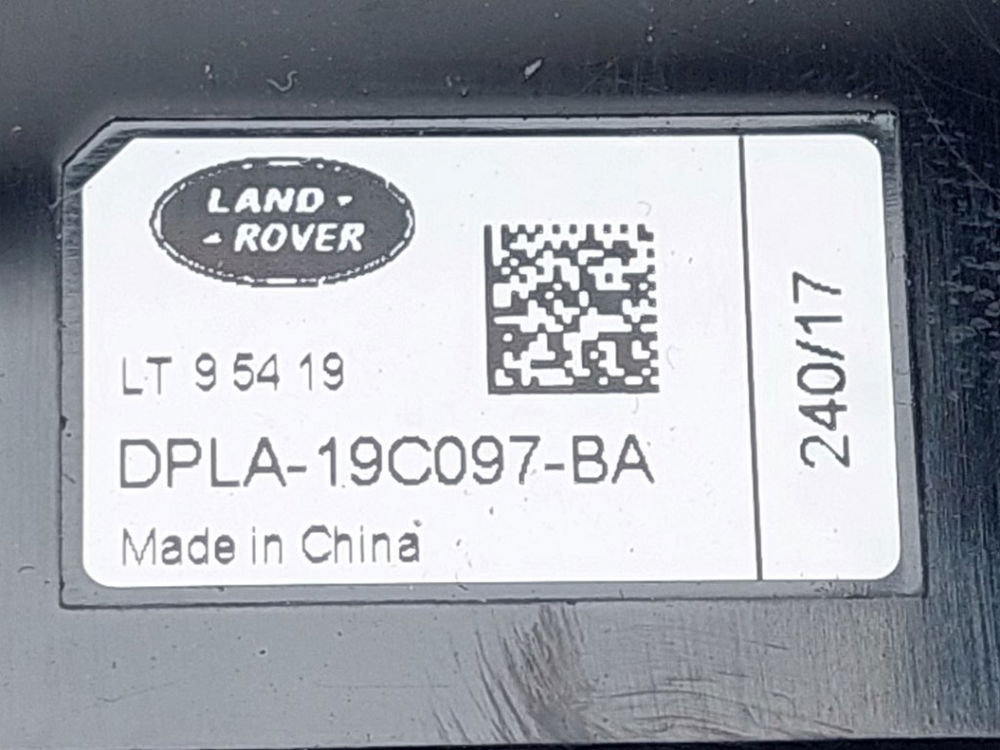 LAND-
-ROVER
LT 9 54 19
DPLA-19C097-BA
Made in China
240/17